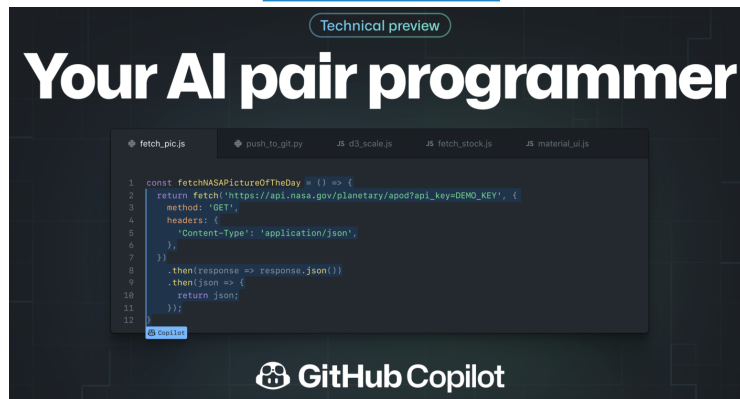 Technical preview
Your AI pair programmer
fetch_pic.js push_to_git.py JS d3_scale.js JS fetch_stock.js JS material_ui.js
1 const fetchNASAPictureOfTheDay = () => {
2 return fetch('https://api.nasa.gov/planetary/apod?api_key=DEMO_KEY', {
3 method: 'GET',
4 headers: {
5 'Content-Type': 'application/json',
6 },
7 })
8 .then(response => response.json())
9 .then(json => {
10 return json;
11 });
12 }
Copilot
GitHub Copilot